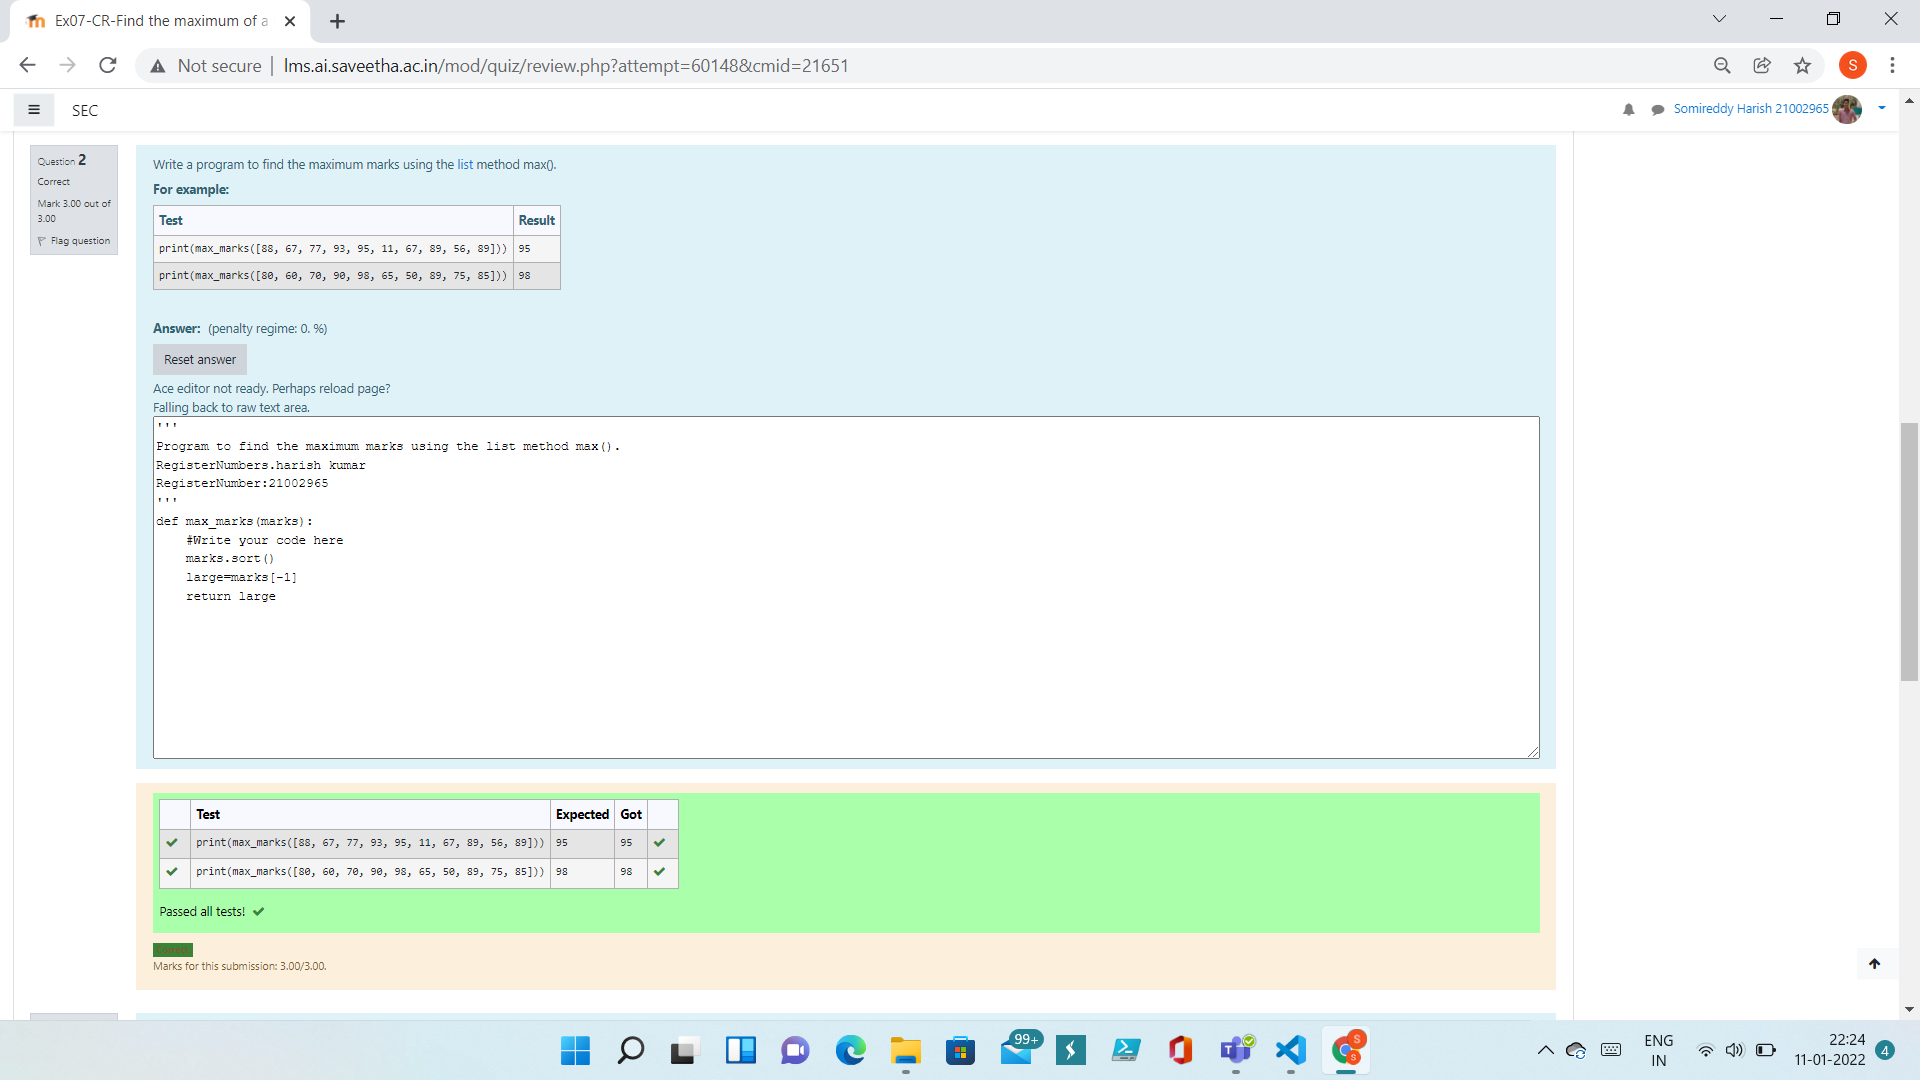 Ex07-CR-Find the maximum of a
Not secure | lms.ai.saveetha.ac.in/mod/quiz/review.php?attempt=60148&cmid=21651
S
SEC
Somireddy Harish 21002965
Question 2
Correct
Mark 3.00 out of
3.00
Flag question
Write a program to find the maximum marks using the list method max().
For example:
Test Result
print(max_marks([88, 67, 77, 93, 95, 11, 67, 89, 56, 89])) 95
print(max_marks([80, 60, 70, 90, 98, 65, 50, 89, 75, 85])) 98
Answer: (penalty regime: 0. %)
Reset answer
Ace editor not ready. Perhaps reload page?
Falling back to raw text area.
'''
Program to find the maximum marks using the list method max().
RegisterNumbers.harish kumar
RegisterNumber:21002965
'''
def max_marks(marks):
    #Write your code here
    marks.sort()
    large=marks[-1]
    return large
Test Expected Got
print(max_marks([88, 67, 77, 93, 95, 11, 67, 89, 56, 89])) 95 95
print(max_marks([80, 60, 70, 90, 98, 65, 50, 89, 75, 85])) 98 98
Passed all tests!
Marks for this submission: 3.00/3.00.
99+
ENG
IN
22:24
11-01-2022
4